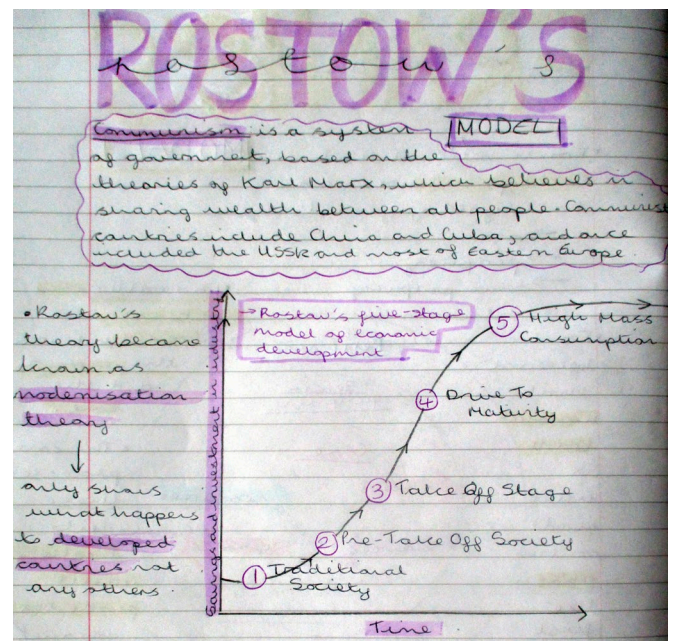 ROSTOW'S
rostow's
MODEL
Communism is a system
of government, based on the
theories of Karl Marx, which believes in
sharing wealth between all people. Communist
countries include China and Cuba, and once
included the USSR and most of Eastern Europe.
• Rostow's
theory became
known as
modenisation
theory
↓
only shows
what happens
to developed
countries not
any others.
Savings and investment in industry
→ Rostow's five-stage
model of economic
development
5 High Mass
Consumption
4 Drive To
Maturity
3 Take Off Stage
2 Pre-Take Off Society
1 Traditional
Society
Time